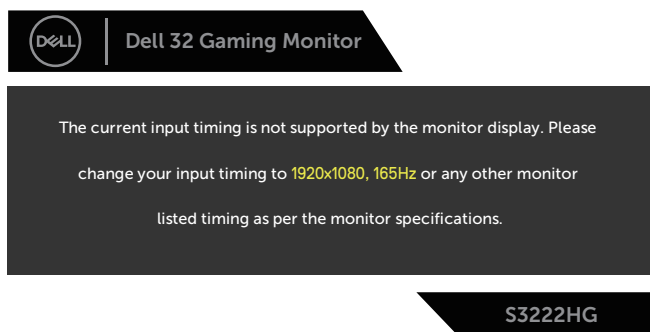 DELL
Dell 32 Gaming Monitor
The current input timing is not supported by the monitor display. Please
change your input timing to 1920x1080, 165Hz or any other monitor
listed timing as per the monitor specifications.
S3222HG